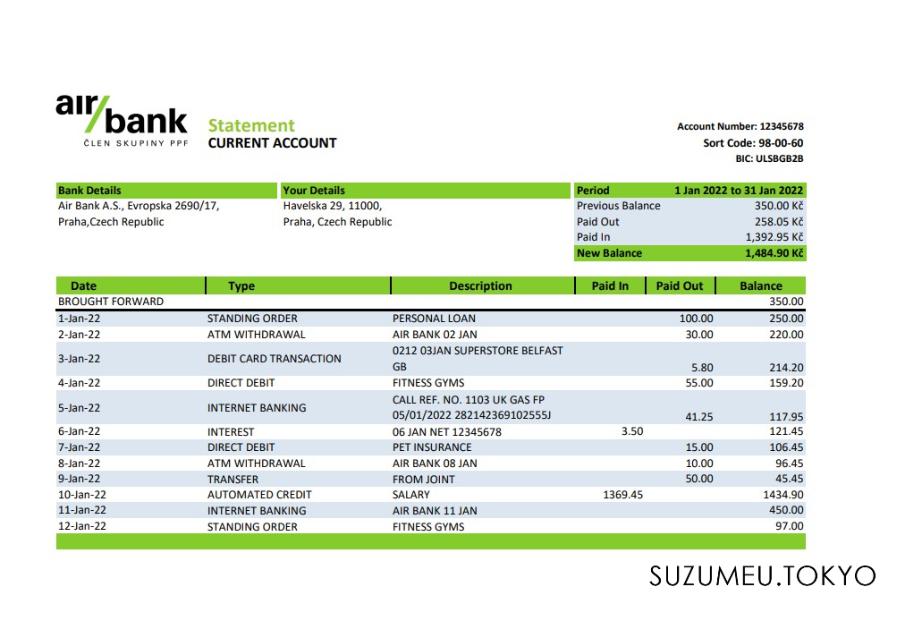 air bank
ČLEN SKUPINY PPF
Statement
CURRENT ACCOUNT
Account Number: 12345678
Sort Code: 98-00-60
BIC: ULSBGB2B
Bank Details Your Details Period 1 Jan 2022 to 31 Jan 2022
Air Bank A.S., Evropska 2690/17, Havelska 29, 11000, Previous Balance 350.00 Kč
Praha,Czech Republic Praha, Czech Republic Paid Out 258.05 Kč
Paid In 1,392.95 Kč
New Balance 1,484.90 Kč
Date Type Description Paid In Paid Out Balance
BROUGHT FORWARD 350.00
1-Jan-22 STANDING ORDER PERSONAL LOAN 100.00 250.00
2-Jan-22 ATM WITHDRAWAL AIR BANK 02 JAN 30.00 220.00
3-Jan-22 DEBIT CARD TRANSACTION 0212 03JAN SUPERSTORE BELFAST
GB 5.80 214.20
4-Jan-22 DIRECT DEBIT FITNESS GYMS 55.00 159.20
5-Jan-22 INTERNET BANKING CALL REF. NO. 1103 UK GAS FP
05/01/2022 282142369102555J 41.25 117.95
6-Jan-22 INTEREST 06 JAN NET 12345678 3.50 121.45
7-Jan-22 DIRECT DEBIT PET INSURANCE 15.00 106.45
8-Jan-22 ATM WITHDRAWAL AIR BANK 08 JAN 10.00 96.45
9-Jan-22 TRANSFER FROM JOINT 50.00 45.45
10-Jan-22 AUTOMATED CREDIT SALARY 1369.45 1434.90
11-Jan-22 INTERNET BANKING AIR BANK 11 JAN 450.00
12-Jan-22 STANDING ORDER FITNESS GYMS 97.00
SUZUMEU.TOKYO